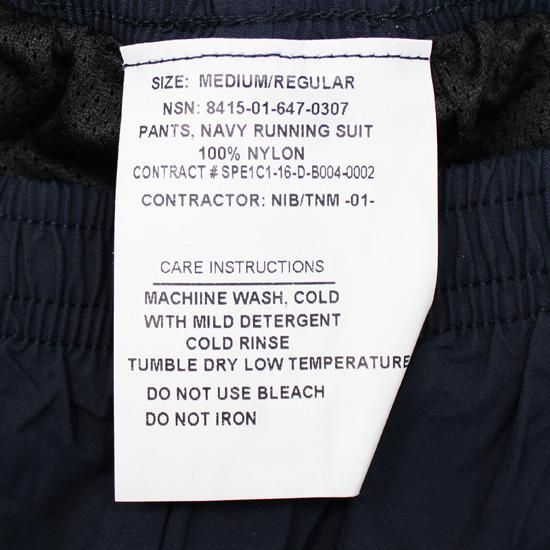 SIZE: MEDIUM/REGULAR
NSN: 8415-01-647-0307
PANTS, NAVY RUNNING SUIT
100% NYLON
CONTRACT # SPE1C1-16-D-B004-0002
CONTRACTOR: NIB/TNM -01-
CARE INSTRUCTIONS
MACHIINE WASH, COLD
WITH MILD DETERGENT
COLD RINSE
TUMBLE DRY LOW TEMPERATURE
DO NOT USE BLEACH
DO NOT IRON